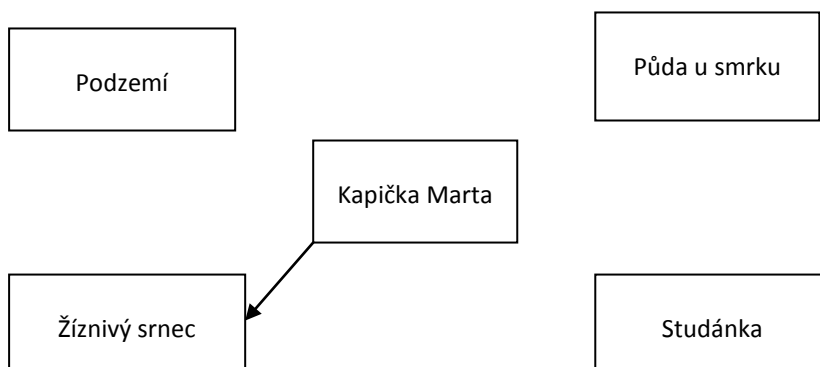 Podzemí
Půda u smrku
Kapička Marta
Žíznivý srnec
Studánka